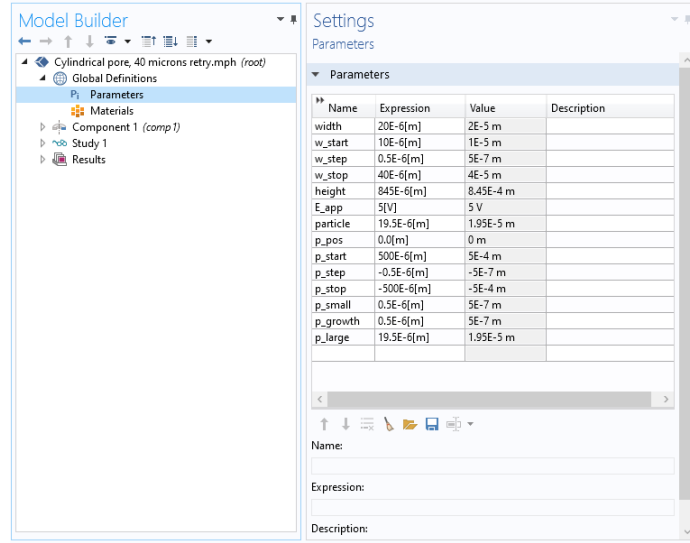 Model Builder
Cylindrical pore, 40 microns retry.mph (root)
Global Definitions
Pi Parameters
Materials
Component 1 (comp1)
Study 1
Results
Settings
Parameters
Parameters
Name Expression Value Description
width 20E-6[m] 2E-5 m
w_start 10E-6[m] 1E-5 m
w_step 0.5E-6[m] 5E-7 m
w_stop 40E-6[m] 4E-5 m
height 845E-6[m] 8.45E-4 m
E_app 5[V] 5 V
particle 19.5E-6[m] 1.95E-5 m
p_pos 0.0[m] 0 m
p_start 500E-6[m] 5E-4 m
p_step -0.5E-6[m] -5E-7 m
p_stop -500E-6[m] -5E-4 m
p_small 0.5E-6[m] 5E-7 m
p_growth 0.5E-6[m] 5E-7 m
p_large 19.5E-6[m] 1.95E-5 m
Name:
Expression:
Description: